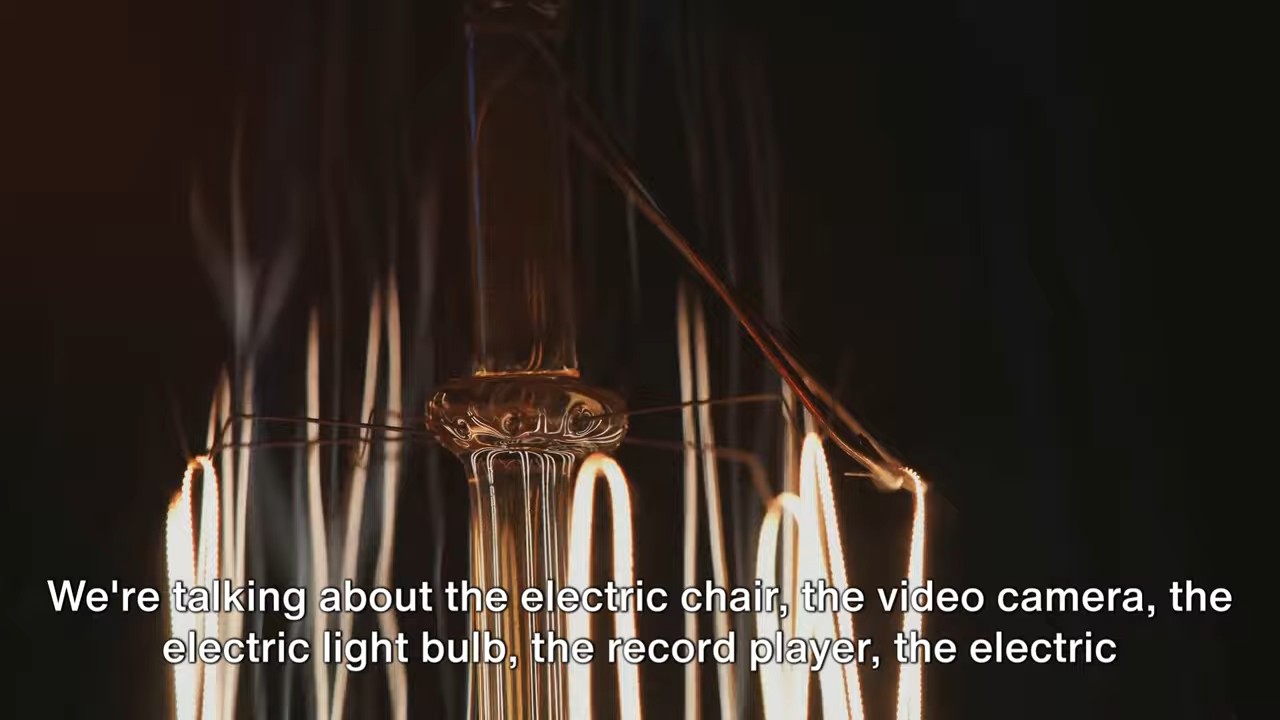 We're talking about the electric chair, the video camera, the
electric light bulb, the record player, the electric